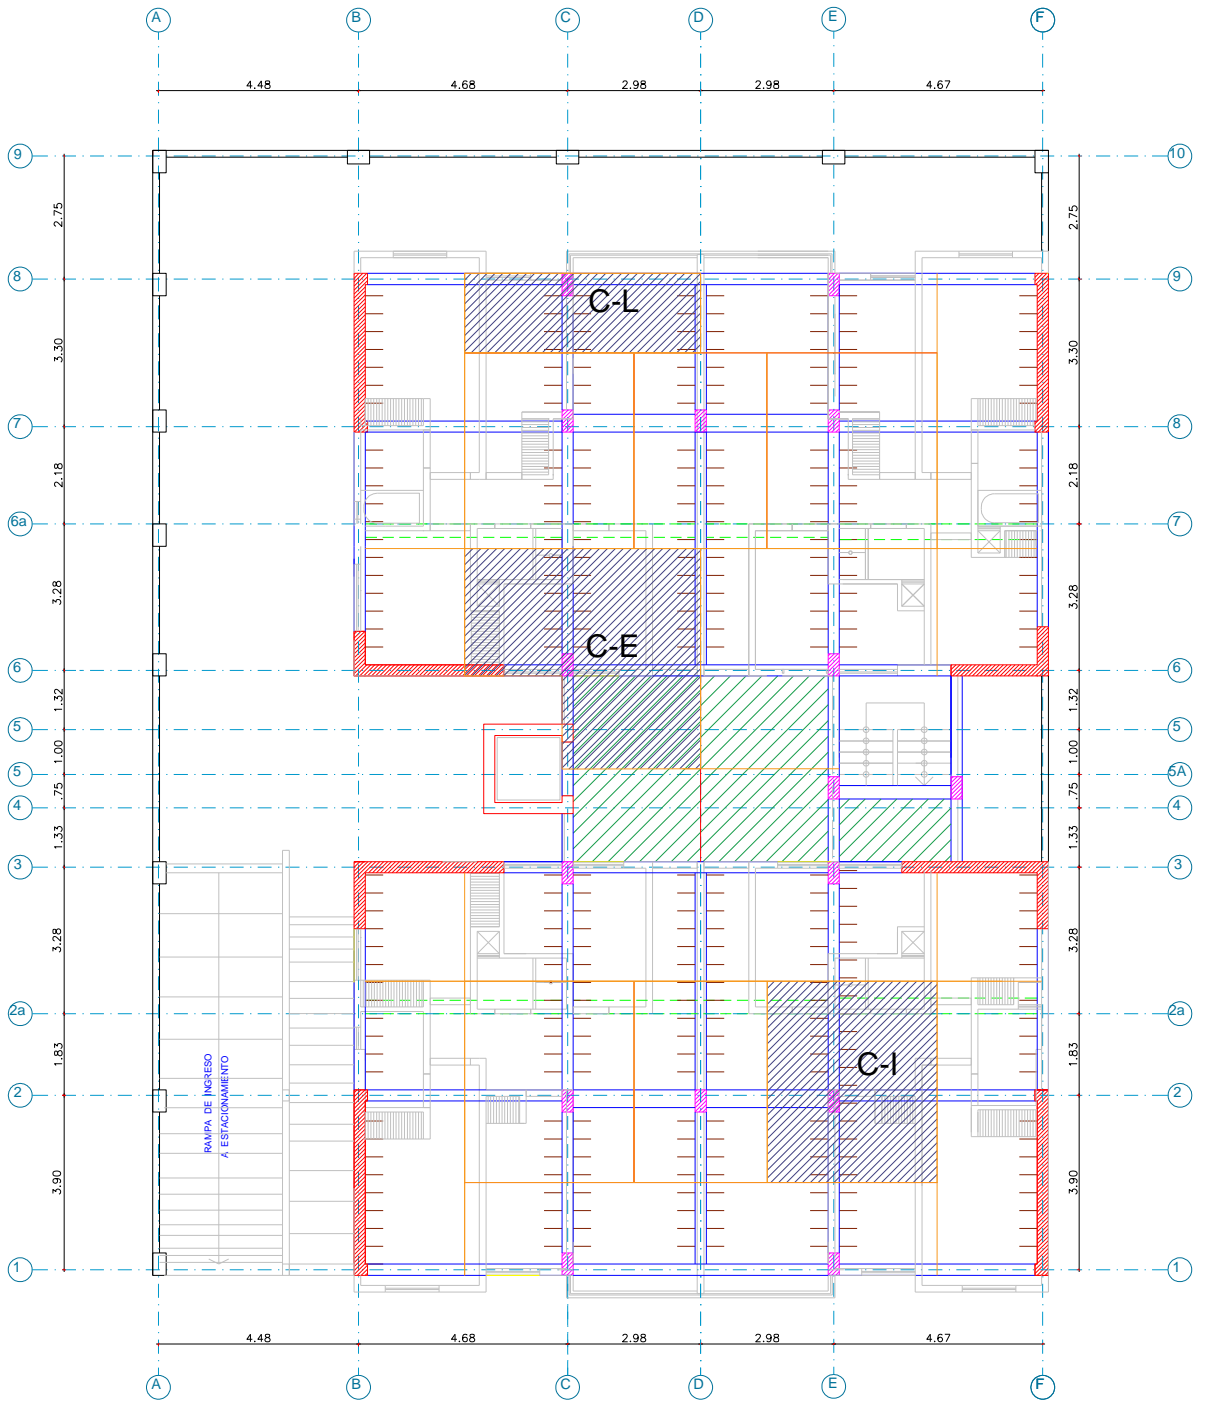 A B C D E F
4.48 4.68 2.98 2.98 4.67
9 10
2.75 2.75
8 9
C-L
3.30 3.30
7 8
2.18 2.18
6a 7
3.28 3.28
C-E
6 6
1.32 1.32
5 5
1.00 1.00
5 5A
.75 .75
4 4
1.33 1.33
3 3
3.28 3.28
2a 2a
1.83 1.83
C-I
RAMPA DE INGRESO
A ESTACIONAMIENTO
2 2
3.90 3.90
1 1
4.48 4.68 2.98 2.98 4.67
A B C D E F